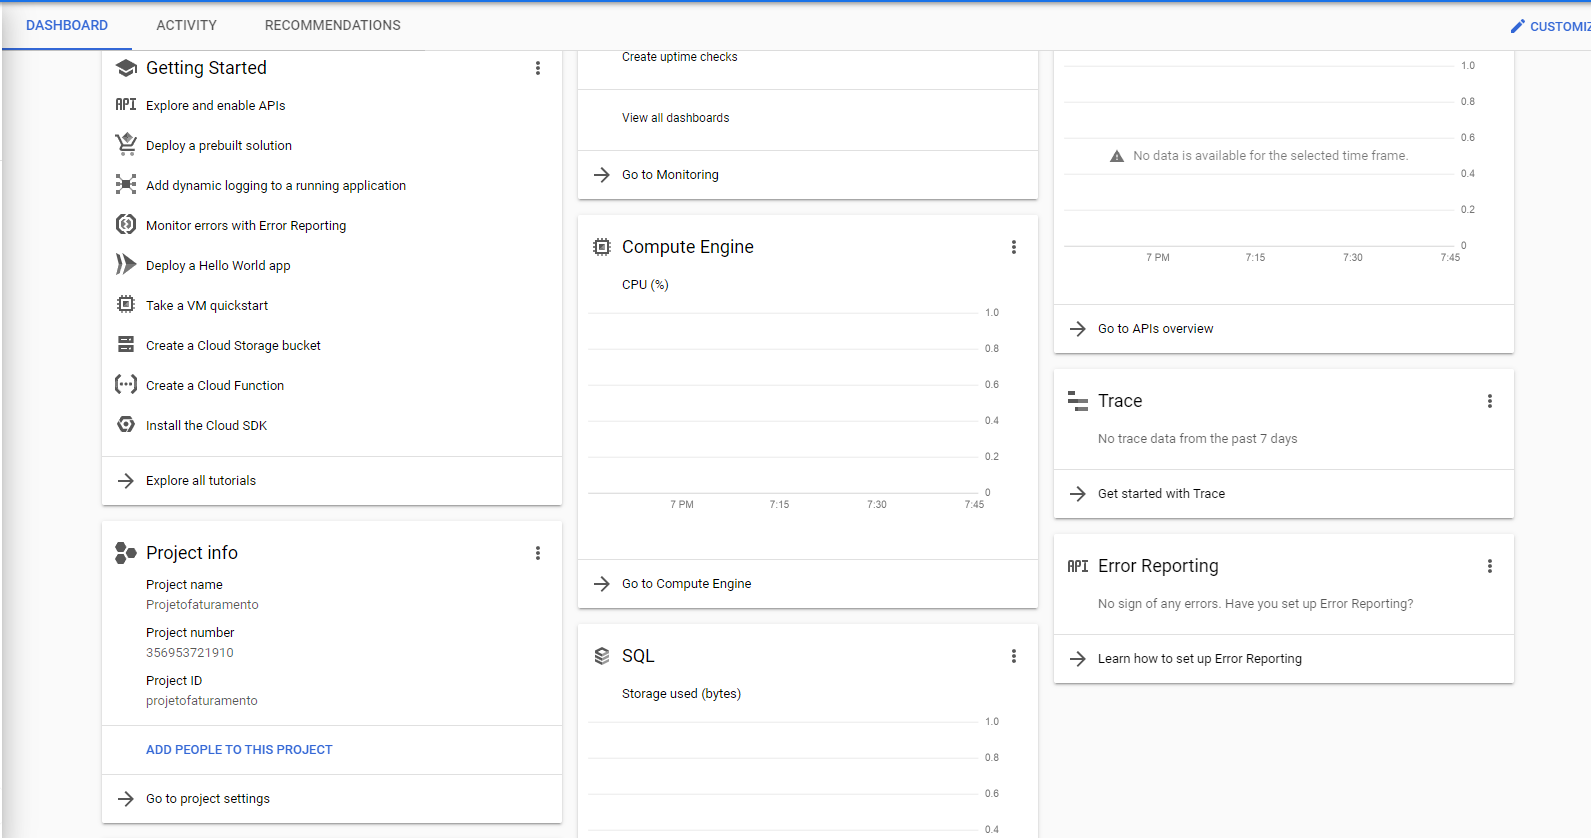 DASHBOARD
ACTIVITY
RECOMMENDATIONS
Getting Started
API Explore and enable APIs
Deploy a prebuilt solution
Add dynamic logging to a running application
Monitor errors with Error Reporting
Deploy a Hello World app
Take a VM quickstart
Create a Cloud Storage bucket
Create a Cloud Function
Install the Cloud SDK
Explore all tutorials
Project info
Project name
Projetofaturamento
Project number
356953721910
Project ID
projetofaturamento
ADD PEOPLE TO THIS PROJECT
Go to project settings
Create uptime checks
View all dashboards
Go to Monitoring
Compute Engine
CPU (%)
1.0
0.8
0.6
0.4
0.2
0
7 PM 7:15 7:30 7:45
Go to Compute Engine
SQL
Storage used (bytes)
1.0
0.8
0.6
0.4
1.0
0.8
0.6
No data is available for the selected time frame.
0.4
0.2
0
7 PM 7:15 7:30 7:45
Go to APIs overview
Trace
No trace data from the past 7 days
Get started with Trace
API Error Reporting
No sign of any errors. Have you set up Error Reporting?
Learn how to set up Error Reporting